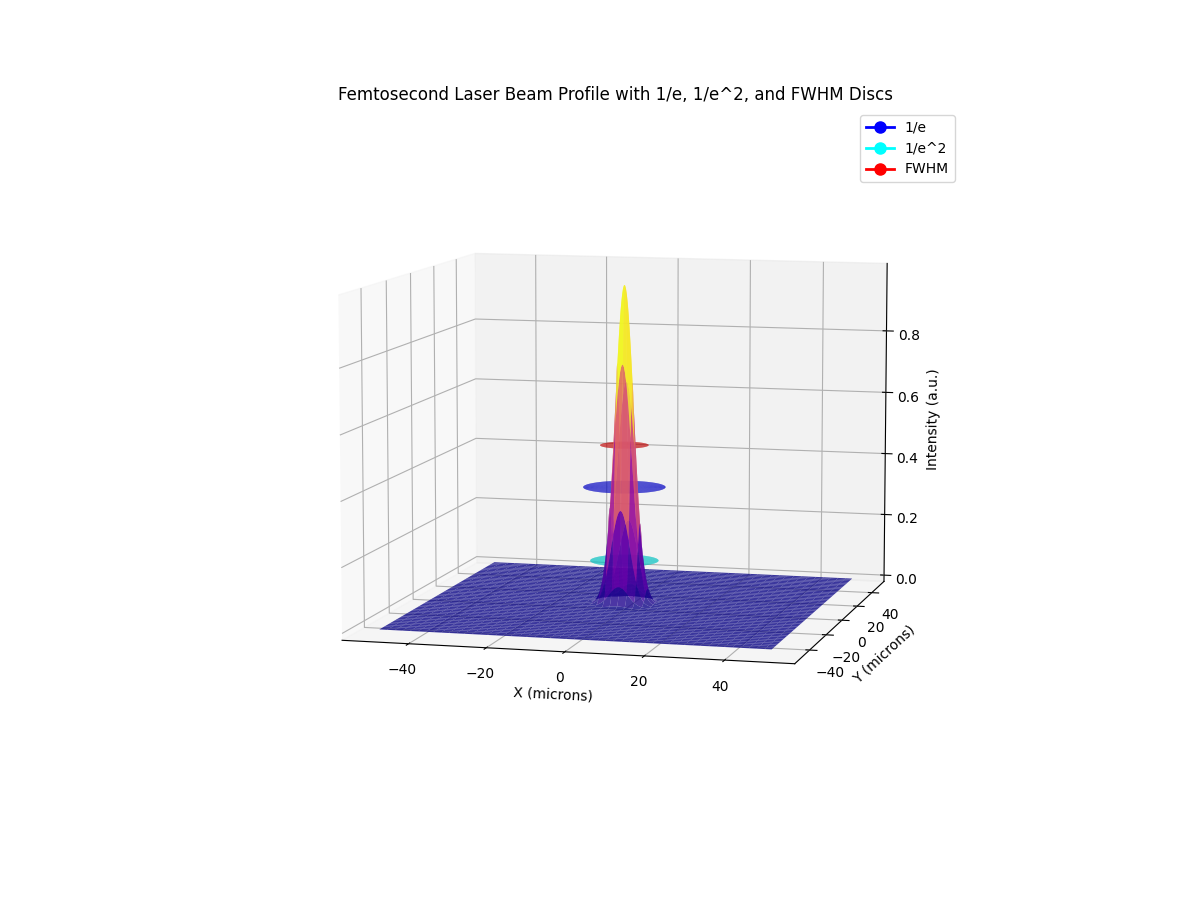 Femtosecond Laser Beam Profile with 1/e, 1/e^2, and FWHM Discs
1/e
1/e^2
FWHM
0.8
0.6
0.4
0.2
0.0
Intensity (a.u.)
40
20
0
−20
−40
Y (microns)
−40
−20
0
20
40
X (microns)